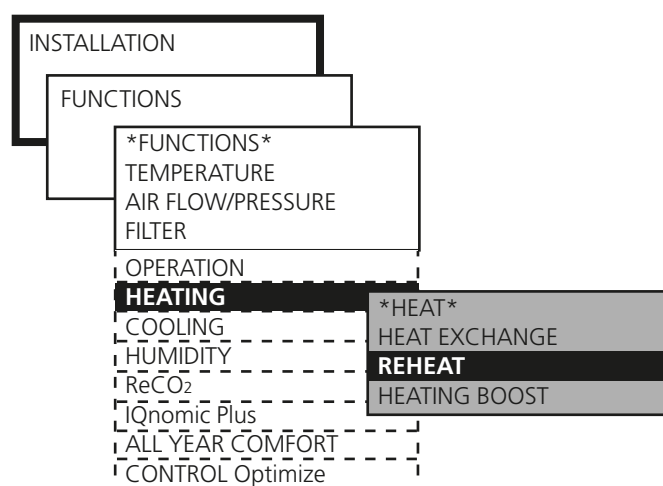 INSTALLATION
FUNCTIONS
*FUNCTIONS*
TEMPERATURE
AIR FLOW/PRESSURE
FILTER
OPERATION
HEATING
COOLING
HUMIDITY
ReCO₂
IQnomic Plus
ALL YEAR COMFORT
CONTROL Optimize
*HEAT*
HEAT EXCHANGE
REHEAT
HEATING BOOST